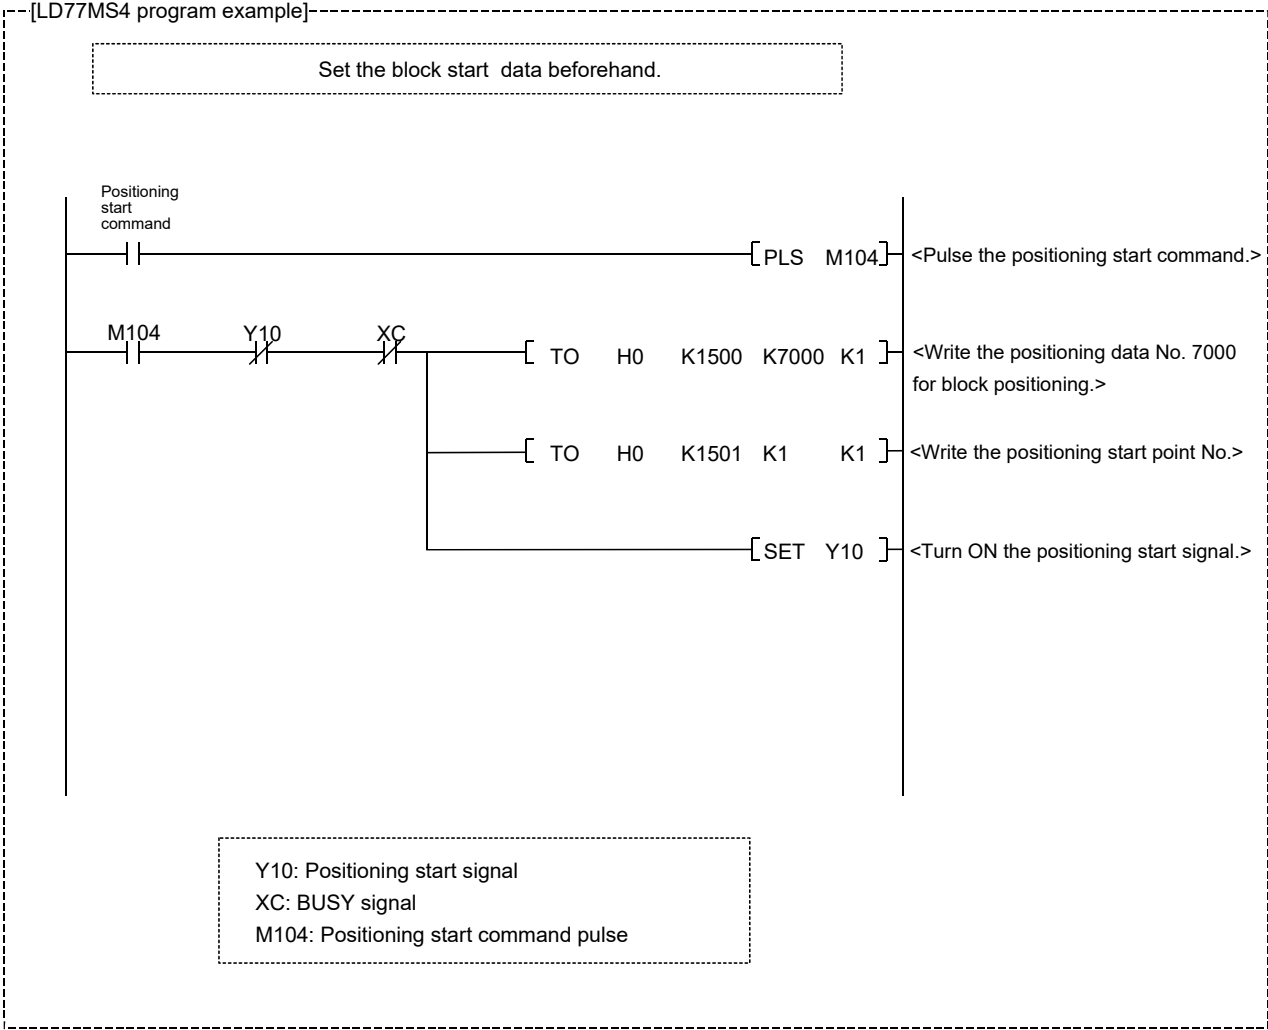 [LD77MS4 program example]
Set the block start data beforehand.
Positioning
start
command
PLS M104 <Pulse the positioning start command.>
M104 Y10 XC
TO H0 K1500 K7000 K1 <Write the positioning data No. 7000
for block positioning.>
TO H0 K1501 K1 K1 <Write the positioning start point No.>
SET Y10 <Turn ON the positioning start signal.>
Y10: Positioning start signal
XC: BUSY signal
M104: Positioning start command pulse